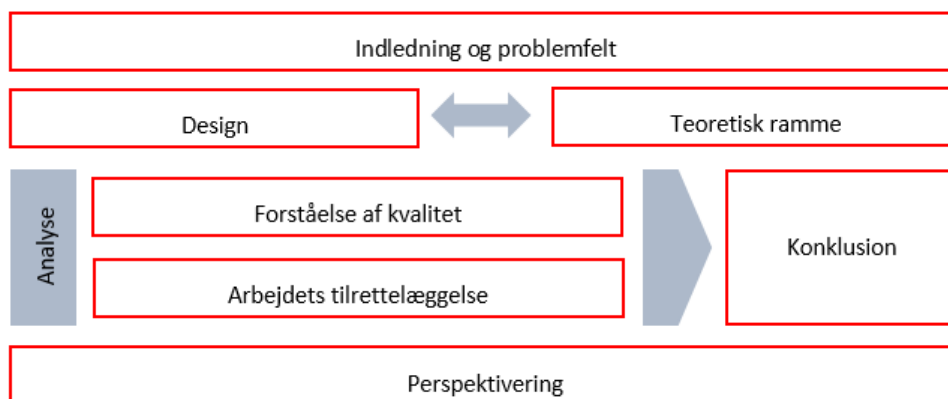 Indledning og problemfelt
Design
Teoretisk ramme
Analyse
Forståelse af kvalitet
Arbejdets tilrettelæggelse
Konklusion
Perspektivering